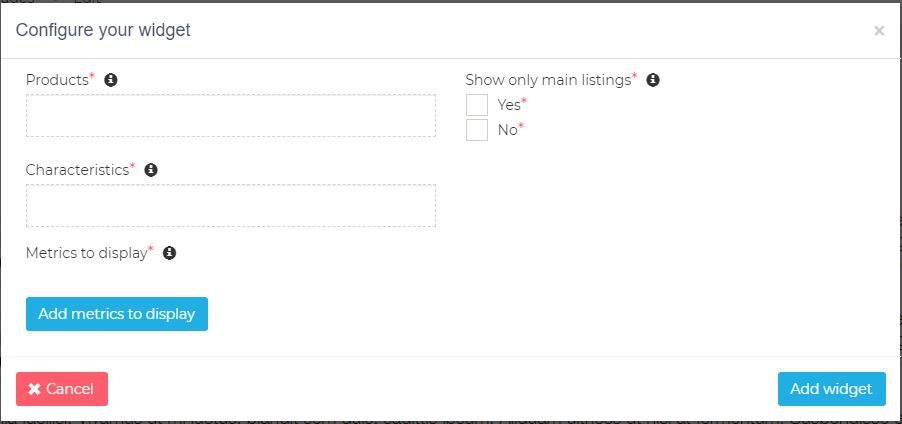 Edit
Configure your widget
×
Products*
Show only main listings*
Yes*
No*
Characteristics*
Metrics to display*
Add metrics to display
Cancel
Add widget